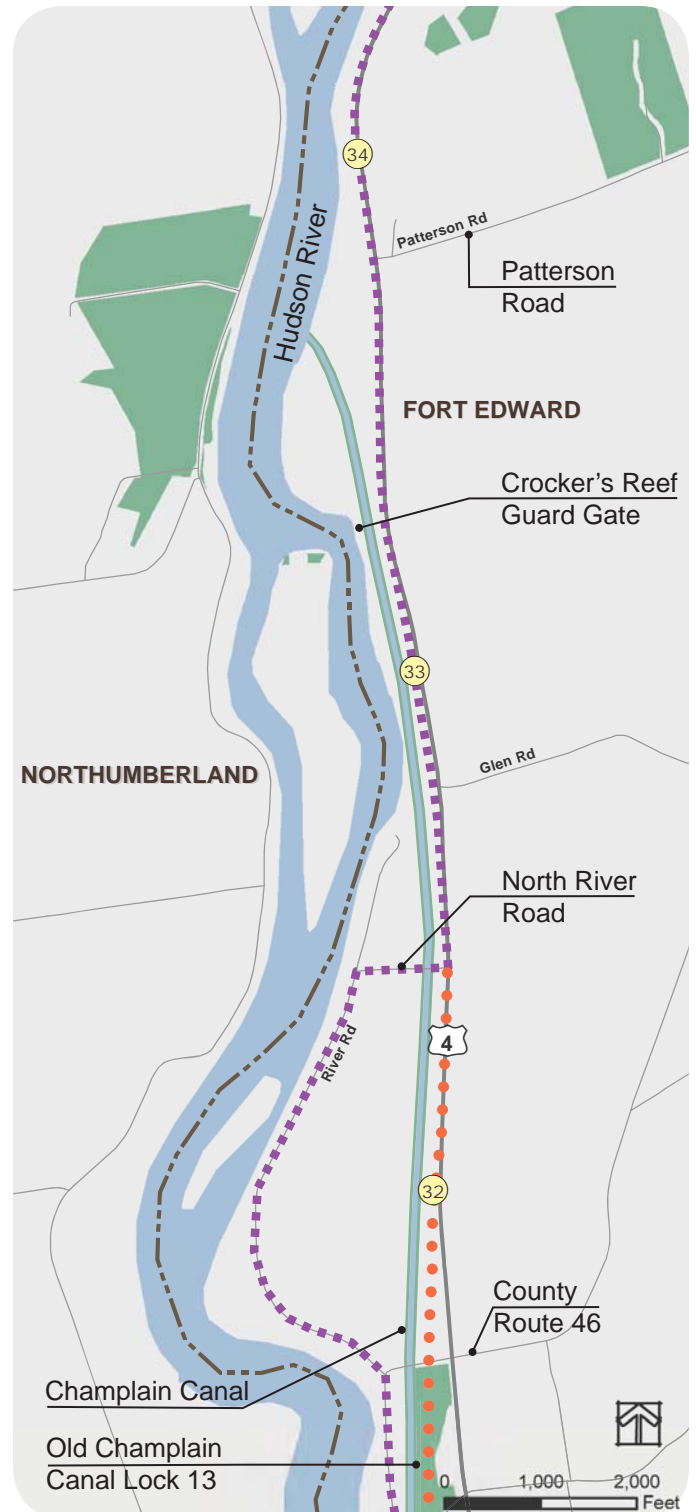 34
Patterson Rd
Hudson River
Patterson
Road
FORT EDWARD
Crocker's Reef
Guard Gate
33
NORTHUMBERLAND
Glen Rd
North River
Road
4
River Rd
32
County
Route 46
Champlain Canal
Old Champlain
Canal Lock 13
0 1,000 2,000
Feet